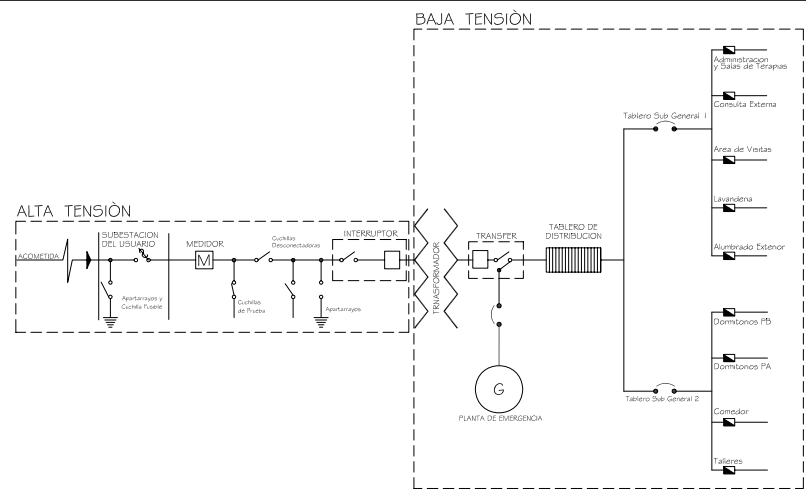 BAJA TENSIÒN
Administracion
y Salas de Terapias
Consulta Externa
Tablero Sub General 1
Area de Visitas
Lavanderia
Alumbrado Exterior
ALTA TENSIÒN
ACOMETIDA
SUBESTACION
DEL USUARIO
Apartarrayos y
Cuchilla Fusible
MEDIDOR
M
Cuchillas
de Prueba
Cuchillas
Desconectadoras
INTERRUPTOR
Apartarrayos
TRNASFORMADOR
TRANSFER
TABLERO DE
DISTRIBUCION
G
PLANTA DE EMERGENCIA
Tablero Sub General 2
Dormitorios PB
Dormitorios PA
Comedor
Talleres